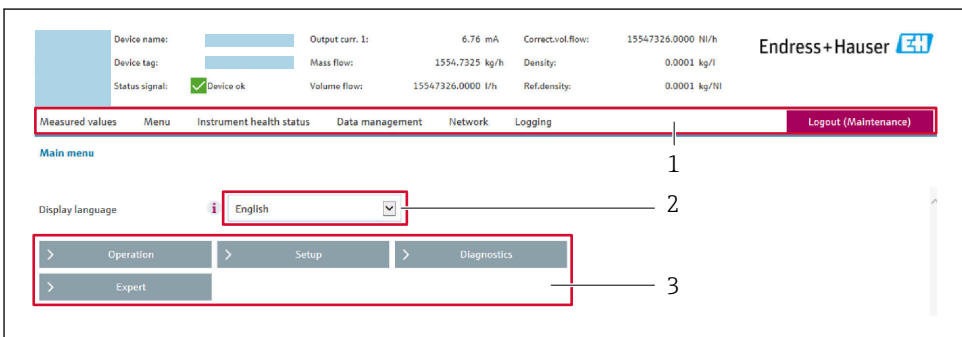 Device name: Output curr. 1: 6.76 mA Correct.vol.flow: 15547326.0000 Nl/h
Endress+Hauser EH
Device tag: Mass flow: 1554.7325 kg/h Density: 0.0001 kg/l
Status signal: Device ok Volume flow: 15547326.0000 l/h Ref.density: 0.0001 kg/Nl
Measured values Menu Instrument health status Data management Network Logging Logout (Maintenance)
1
Main menu
Display language i English 2
> Operation > Setup > Diagnostics
> Expert 3